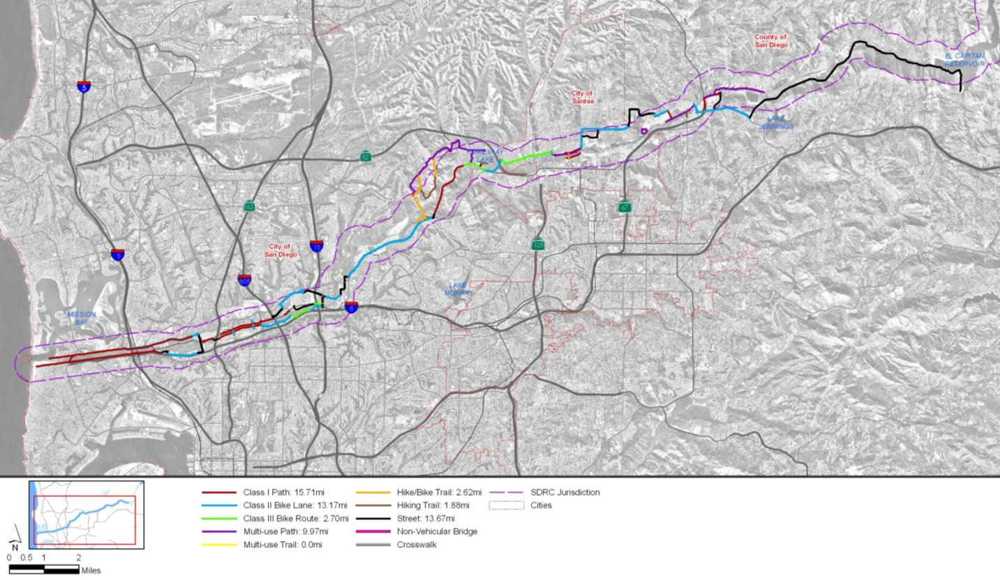 County of
San Diego
EL CAPITAN
RESERVOIR
5
City of
Santee
LAKE
JENNINGS
52
KUMEYAAY
LAKE
163
67
City of
San Diego
15
125
5
805
LAKE
MURRAY
8
MISSION
BAY
N
0 0.5 1 2
Miles
Class I Path: 15.71mi
Class II Bike Lane: 13.17mi
Class III Bike Route: 2.70mi
Multi-use Path: 9.97mi
Multi-use Trail: 0.0mi
Hike/Bike Trail: 2.62mi
Hiking Trail: 1.88mi
Street: 13.67mi
Non-Vehicular Bridge
Crosswalk
SDRC Jurisdiction
Cities